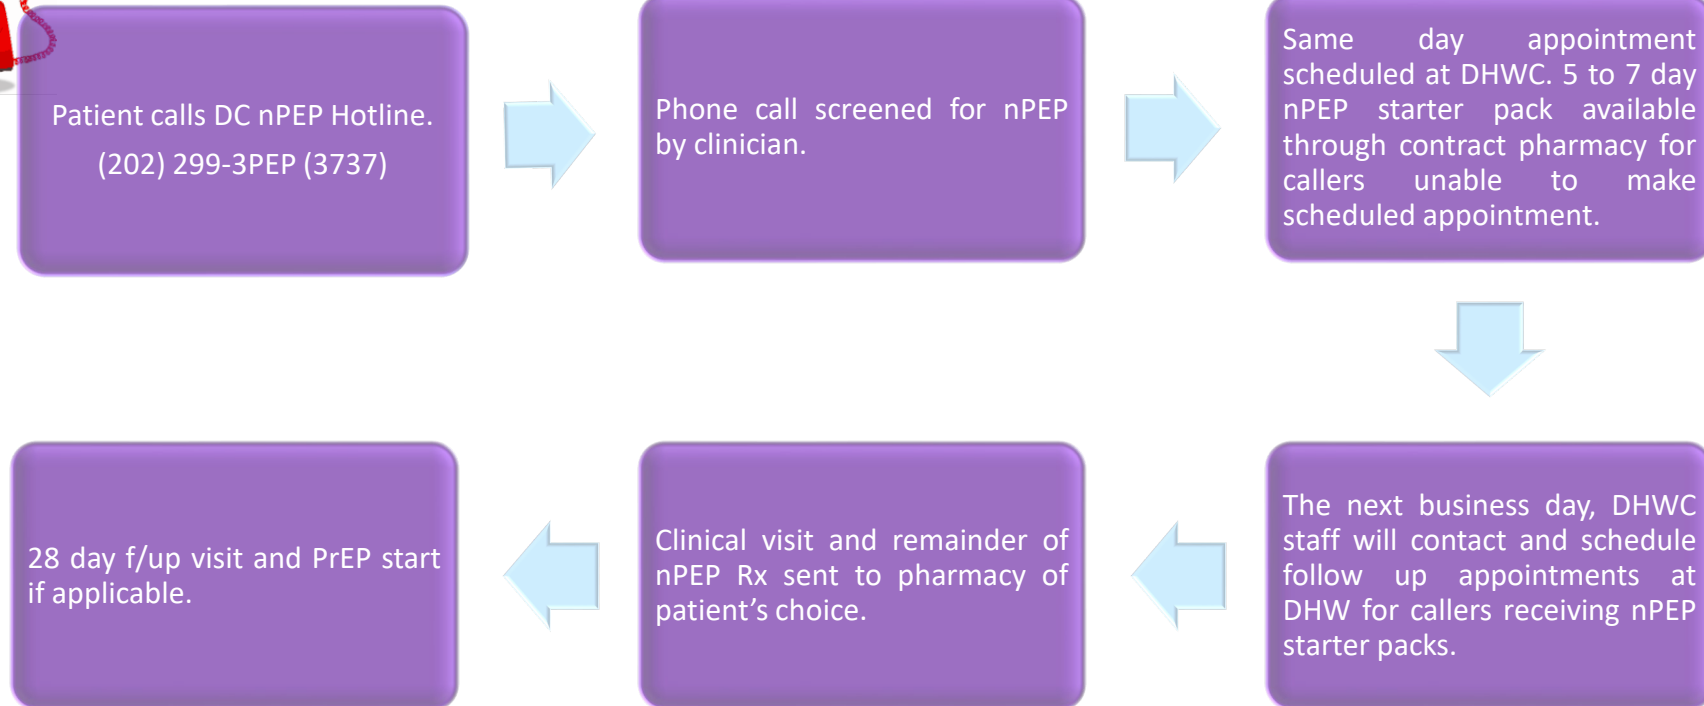 Patient calls DC nPEP Hotline.
(202) 299-3PEP (3737)
Phone call screened for nPEP
by clinician.
Same day appointment
scheduled at DHWC. 5 to 7 day
nPEP starter pack available
through contract pharmacy for
callers unable to make
scheduled appointment.
The next business day, DHWC
staff will contact and schedule
follow up appointments at
DHW for callers receiving nPEP
starter packs.
Clinical visit and remainder of
nPEP Rx sent to pharmacy of
patient’s choice.
28 day f/up visit and PrEP start
if applicable.